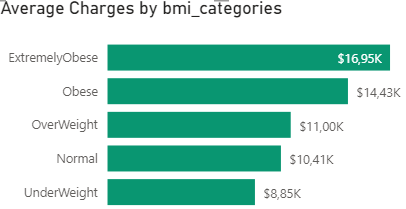 Average Charges by bmi_categories
ExtremelyObese $16,95K
Obese $14,43K
OverWeight $11,00K
Normal $10,41K
UnderWeight $8,85K